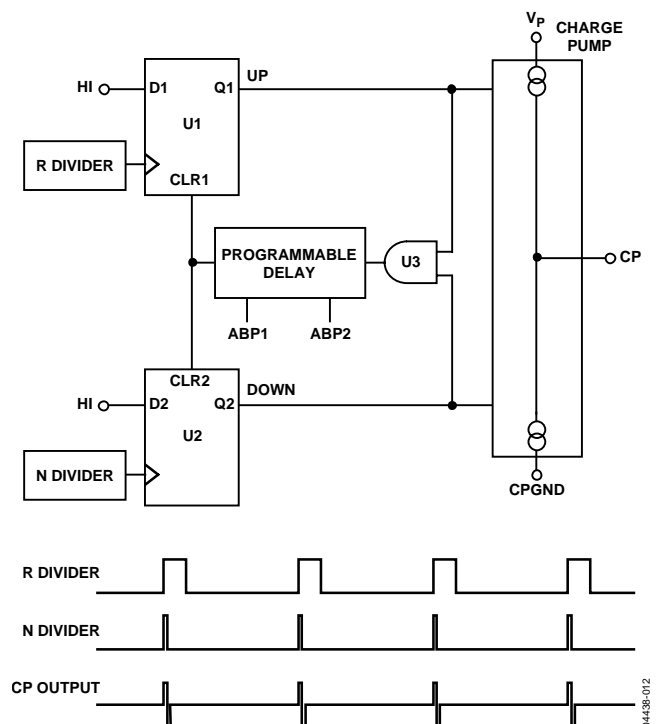 VP
CHARGE
PUMP
HI
D1
Q1
UP
U1
R DIVIDER
CLR1
PROGRAMMABLE
DELAY
U3
CP
ABP1
ABP2
CLR2
DOWN
HI
D2
Q2
U2
N DIVIDER
CPGND
R DIVIDER
N DIVIDER
CP OUTPUT
04438-012